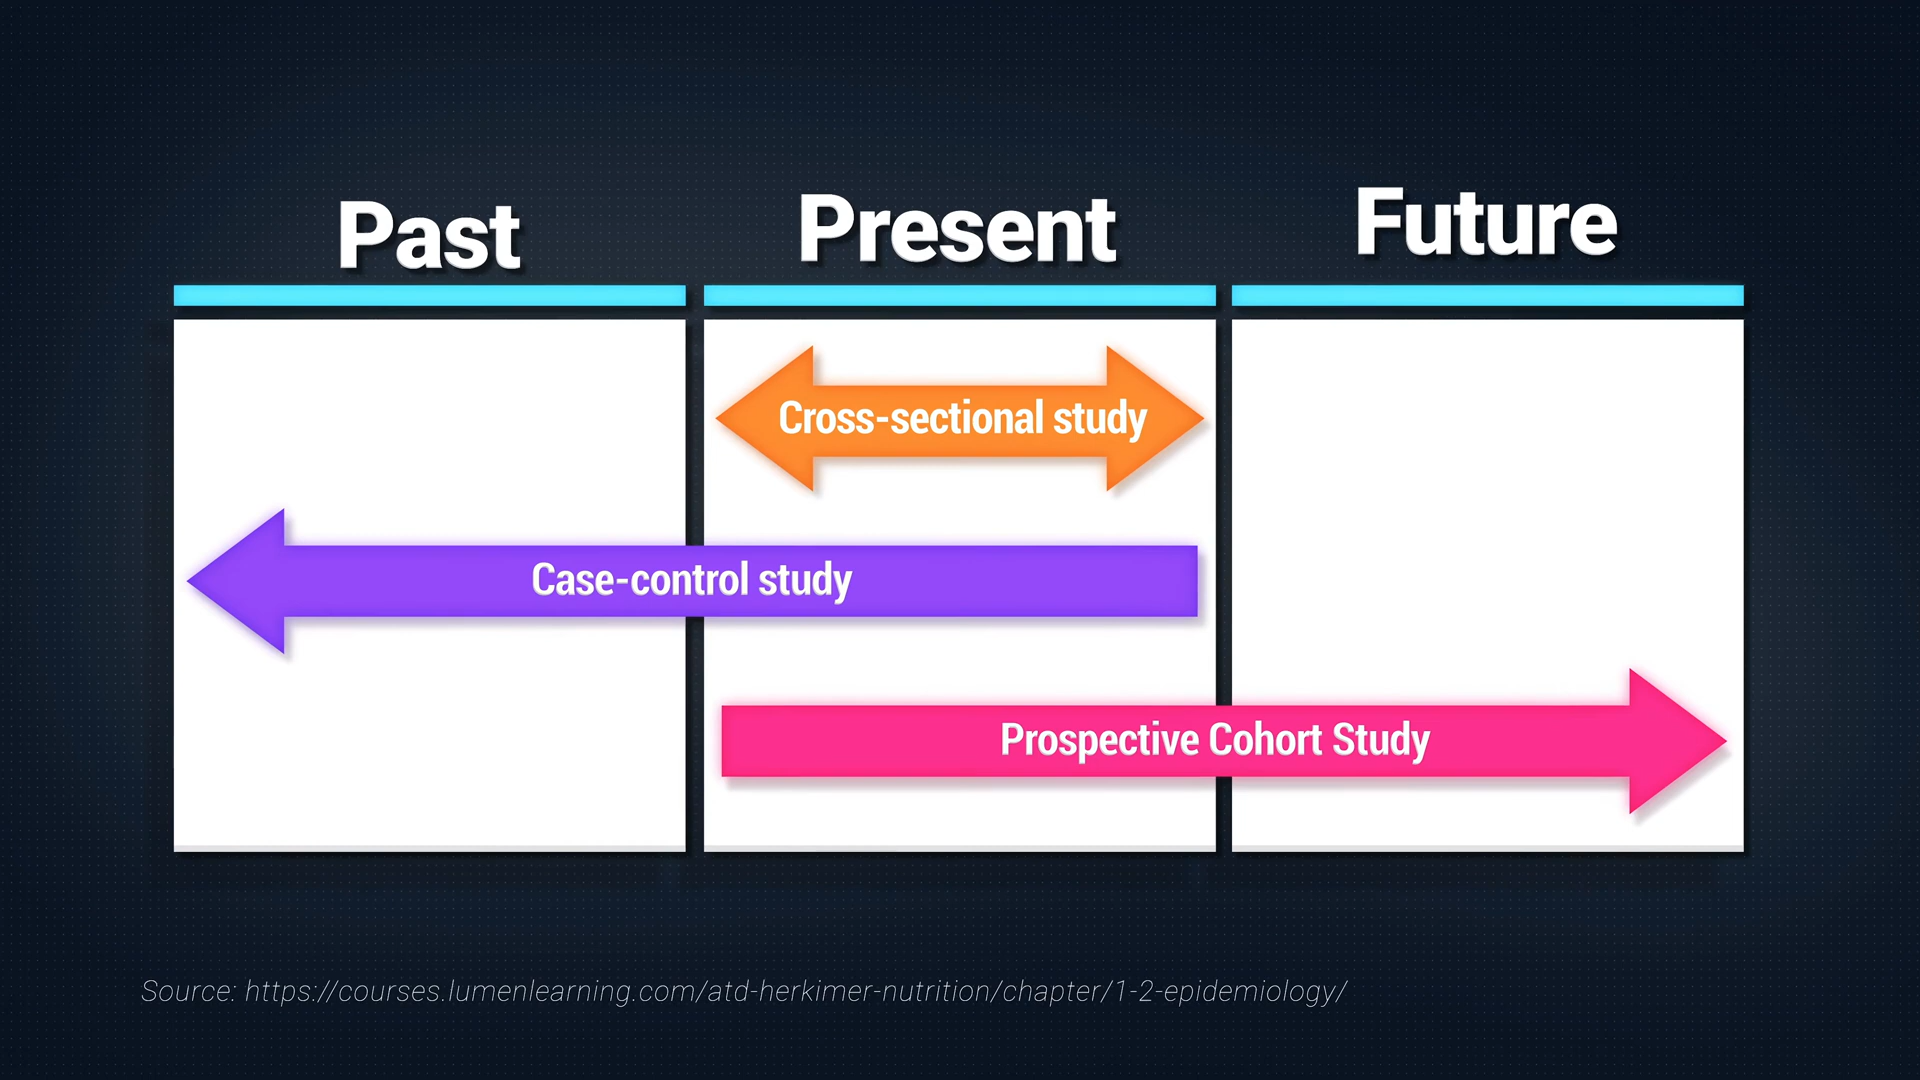 Past
Present
Future
Cross-sectional study
Case-control study
Prospective Cohort Study
Source: https://courses.lumenlearning.com/atd-herkimer-nutrition/chapter/1-2-epidemiology/